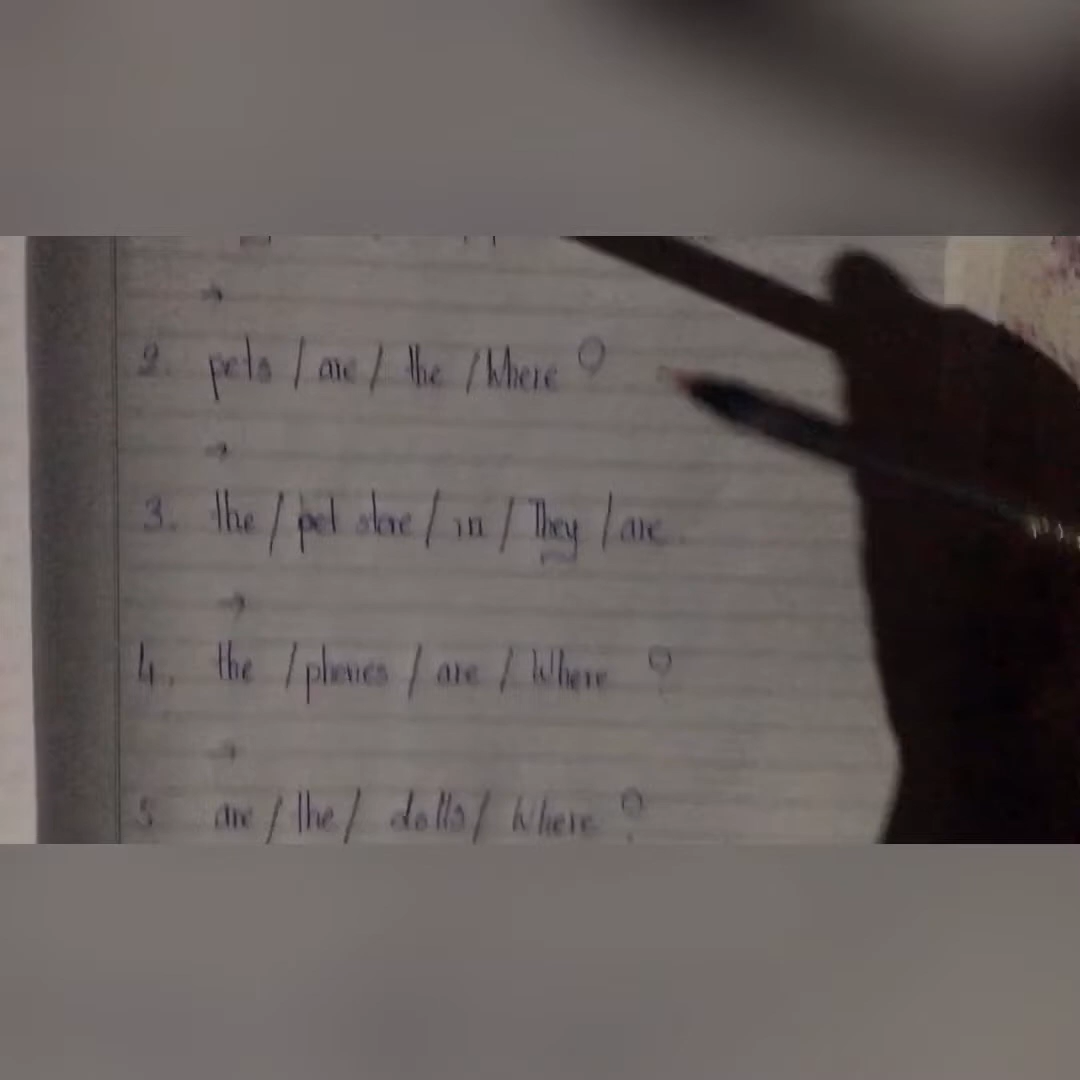 →
2. pets / are / the / Where ?
→
3. the / pet store / in / They / are.
→
4. the / phones / are / Where ?
→
5 are / the / dolls / Where ?